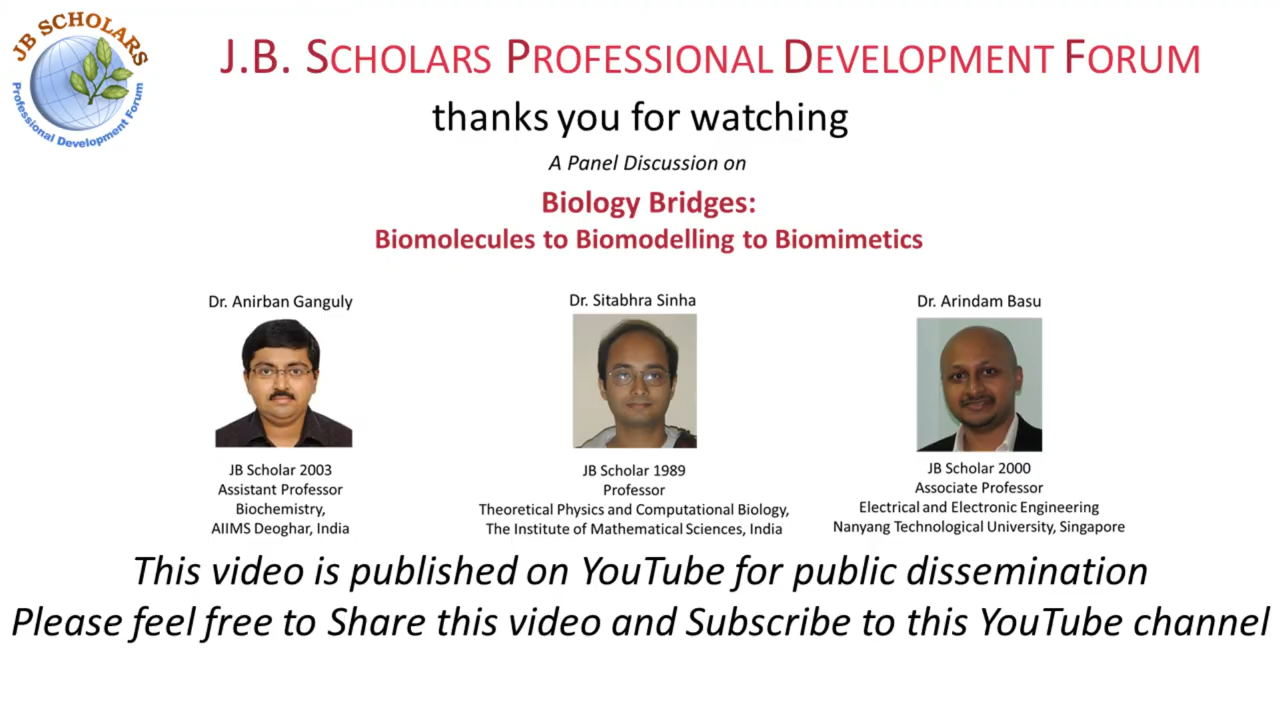 JB SCHOLARS
Professional Development Forum
J.B. SCHOLARS PROFESSIONAL DEVELOPMENT FORUM
thanks you for watching
A Panel Discussion on
Biology Bridges:
Biomolecules to Biomodelling to Biomimetics
Dr. Anirban Ganguly
JB Scholar 2003
Assistant Professor
Biochemistry,
AIIMS Deoghar, India
Dr. Sitabhra Sinha
JB Scholar 1989
Professor
Theoretical Physics and Computational Biology,
The Institute of Mathematical Sciences, India
Dr. Arindam Basu
JB Scholar 2000
Associate Professor
Electrical and Electronic Engineering
Nanyang Technological University, Singapore
This video is published on YouTube for public dissemination
Please feel free to Share this video and Subscribe to this YouTube channel